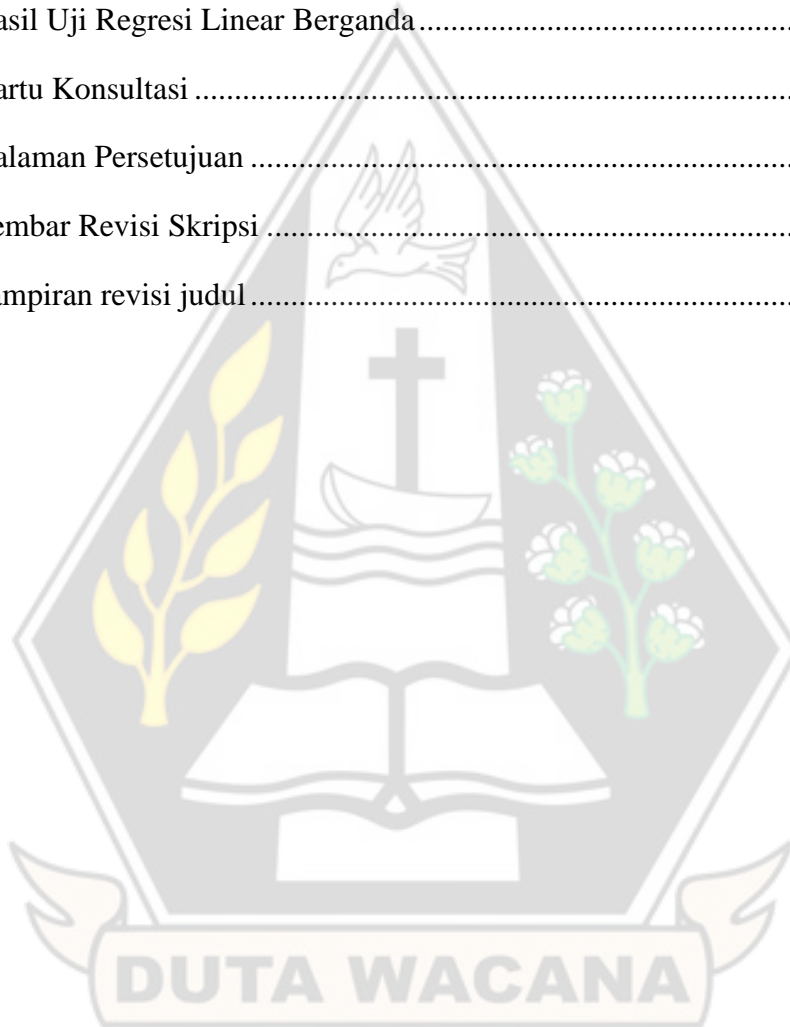 asil Uji Regresi Linear Berganda....................................................
artu Konsultasi ................................................................................
alaman Persetujuan .........................................................................
embar Revisi Skripsi .......................................................................
ampiran revisi judul.........................................................................
DUTA WACANA